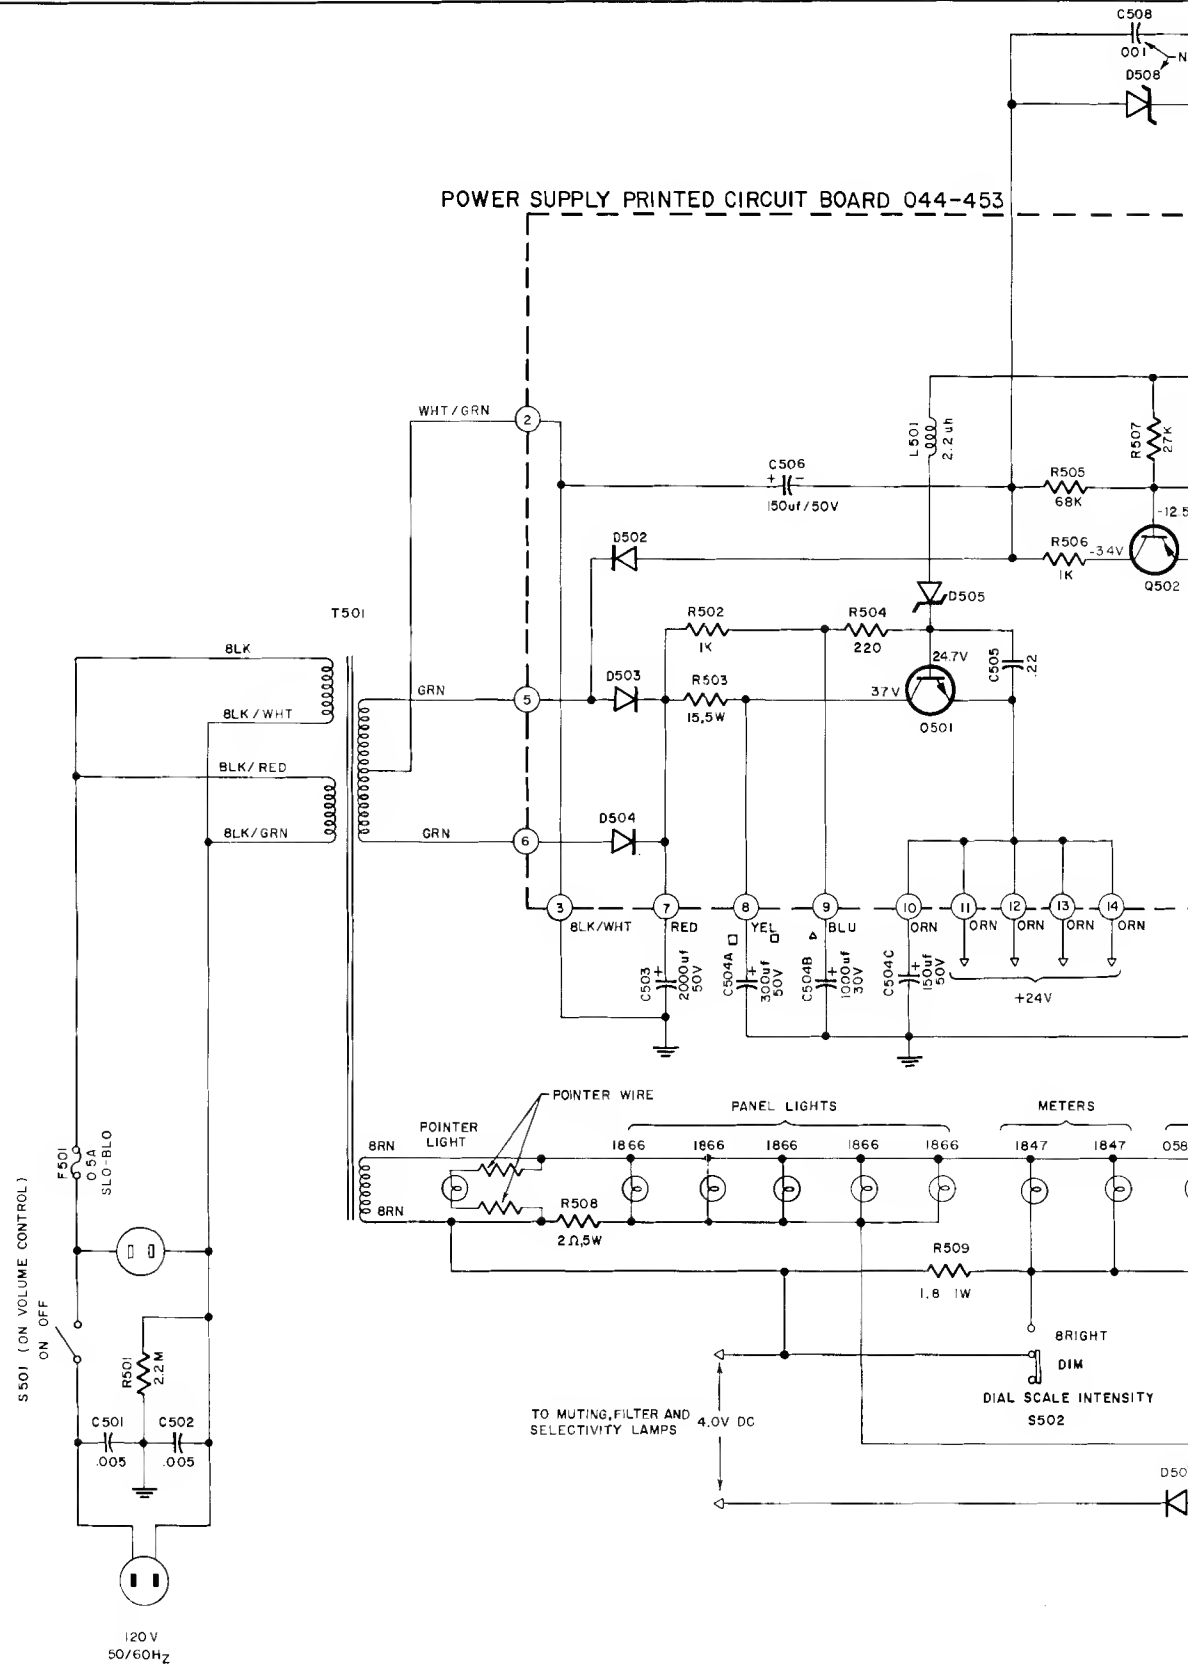 C508
001
N
D508
POWER SUPPLY PRINTED CIRCUIT BOARD 044-453
WHT/GRN
2
L501
2.2uh
R507
27K
C506
+ -
150uf/50V
R505
68K
-12.5
D502
R506
1K
-34V
Q502
D505
T501
R502
1K
R504
220
24.7V
C505
.22
BLK
GRN
5
D503
R503
15,5W
37V
Q501
BLK/WHT
BLK/RED
BLK/GRN
GRN
6
D504
3
7
8
9
10
11
12
13
14
BLK/WHT
RED
YEL
BLU
ORN
ORN
ORN
ORN
ORN
C503
+
2000uf
50V
C504A
+
300uf
50V
C504B
+
1000uf
30V
C504C
+
150uf
50V
+24V
POINTER WIRE
PANEL LIGHTS
METERS
POINTER
LIGHT
BRN
1866
1866
1866
1866
1866
1847
1847
058
F501
0.5A
SLO-BLO
BRN
R508
2Ω,5W
R509
1.8 1W
S501 (ON VOLUME CONTROL)
ON OFF
BRIGHT
DIM
DIAL SCALE INTENSITY
S502
R501
2.2M
TO MUTING,FILTER AND
SELECTIVITY LAMPS
4.0V DC
C501
.005
C502
.005
D50
120V
50/60Hz